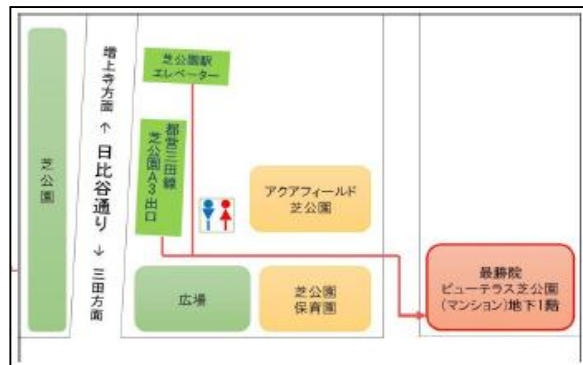 芝公園
増上寺方面
↑
日比谷通り
↓
三田方面
芝公園駅
エレベーター
都営三田線
芝公園A3出口
アクアフィールド
芝公園
広場
芝公園
保育園
最勝院
ビューテラス芝公園
(マンション)地下1階